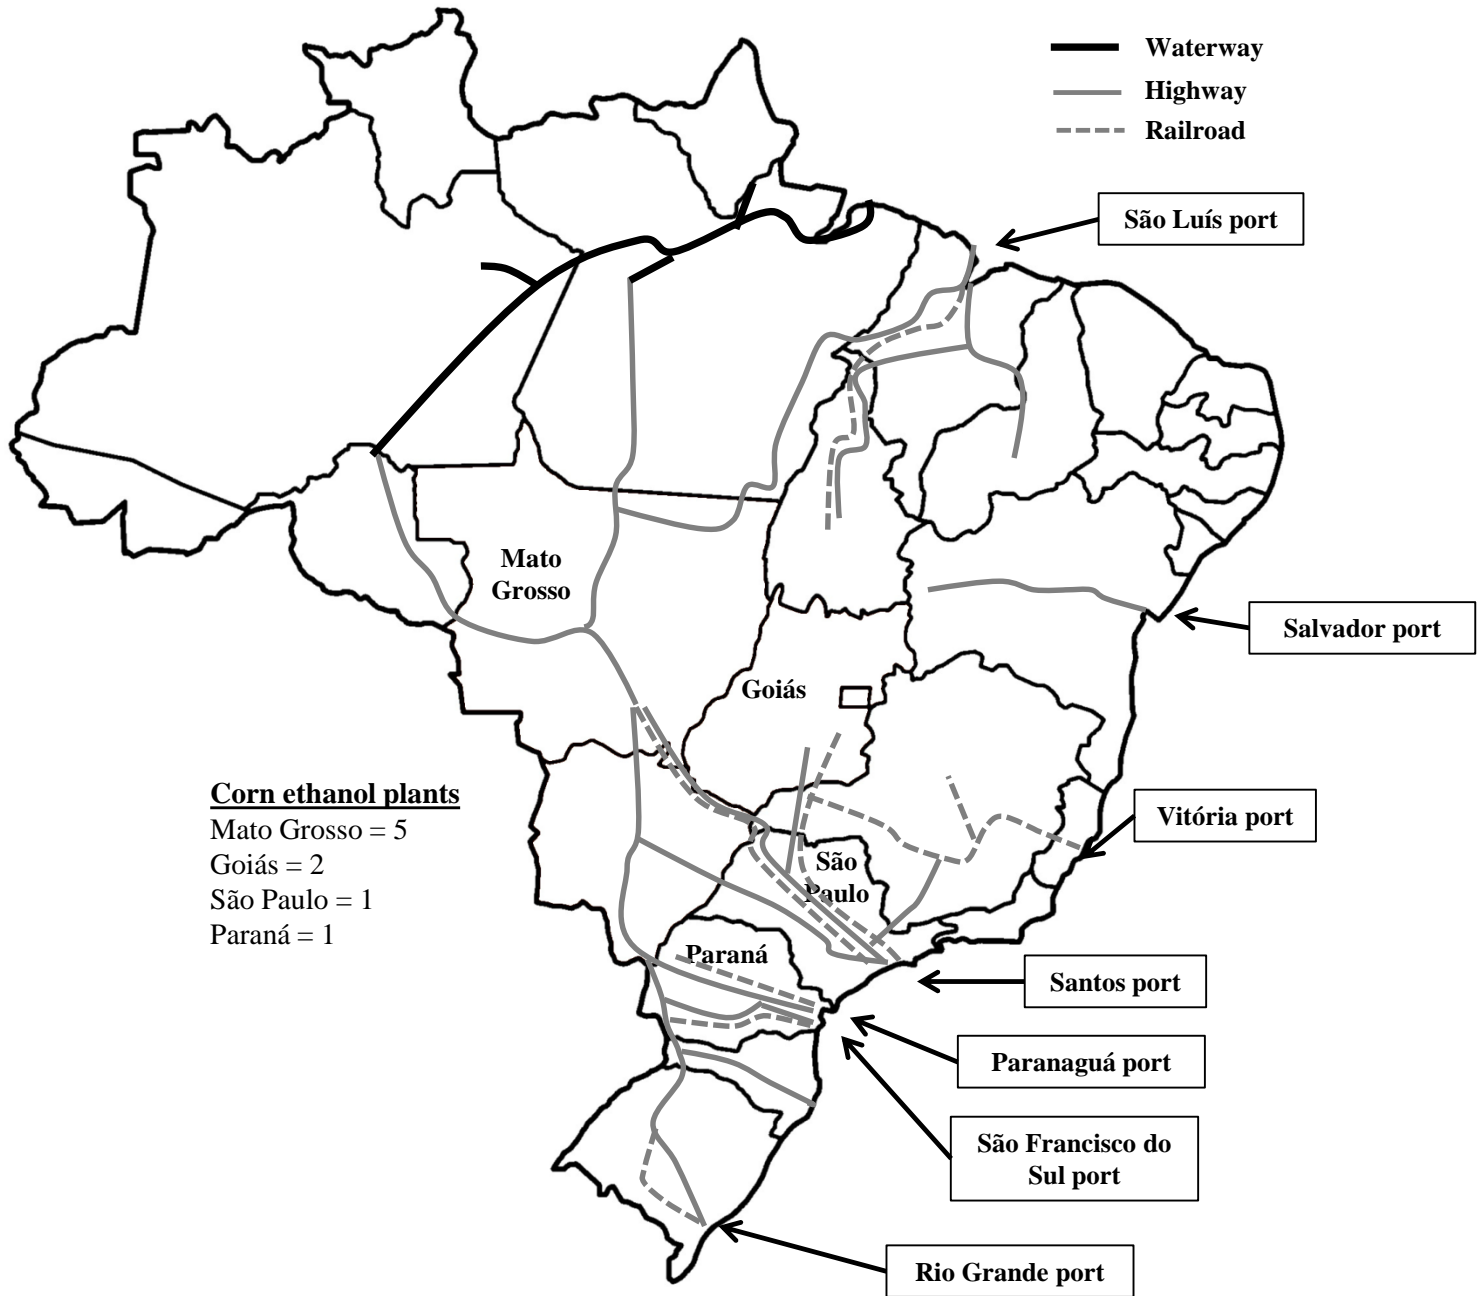 Waterway
Highway
Railroad
São Luís port
Mato
Grosso
Salvador port
Goiás
Corn ethanol plants
Mato Grosso = 5
Goiás = 2
São Paulo = 1
Paraná = 1
Vitória port
São
Paulo
Paraná
Santos port
Paranaguá port
São Francisco do
Sul port
Rio Grande port